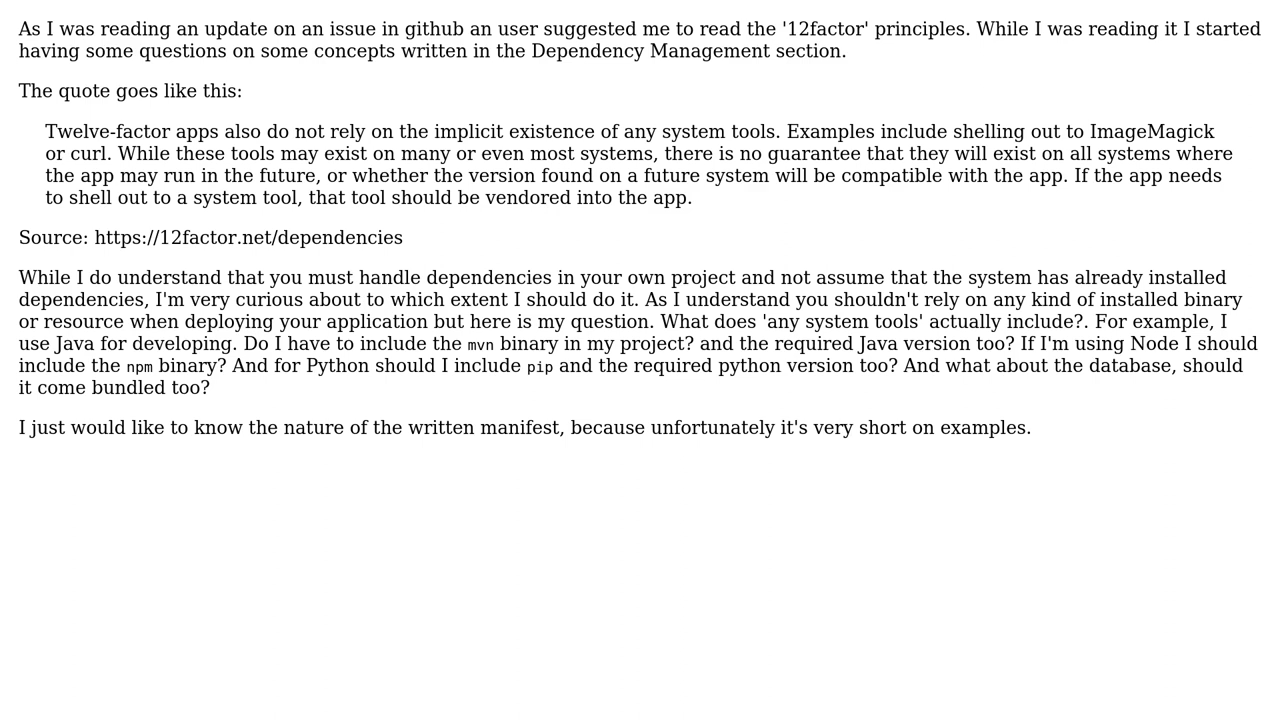 As I was reading an update on an issue in github an user suggested me to read the '12factor' principles. While I was reading it I started
having some questions on some concepts written in the Dependency Management section.
The quote goes like this:
Twelve-factor apps also do not rely on the implicit existence of any system tools. Examples include shelling out to ImageMagick
or curl. While these tools may exist on many or even most systems, there is no guarantee that they will exist on all systems where
the app may run in the future, or whether the version found on a future system will be compatible with the app. If the app needs
to shell out to a system tool, that tool should be vendored into the app.
Source: https://12factor.net/dependencies
While I do understand that you must handle dependencies in your own project and not assume that the system has already installed
dependencies, I'm very curious about to which extent I should do it. As I understand you shouldn't rely on any kind of installed binary
or resource when deploying your application but here is my question. What does 'any system tools' actually include?. For example, I
use Java for developing. Do I have to include the mvn binary in my project? and the required Java version too? If I'm using Node I should
include the npm binary? And for Python should I include pip and the required python version too? And what about the database, should
it come bundled too?
I just would like to know the nature of the written manifest, because unfortunately it's very short on examples.